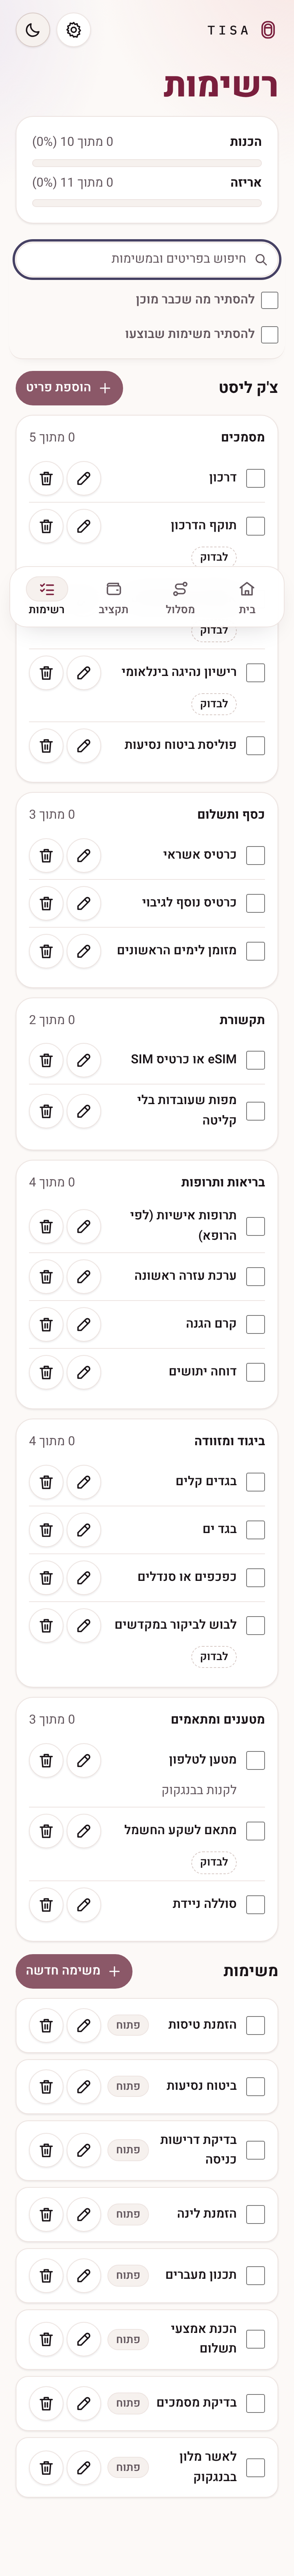 TISA
רשימות
הכנות
0 מתוך 10 (0%)
אריזה
0 מתוך 11 (0%)
חיפוש בפריטים ובמשימות
להסתיר מה שכבר מוכן
להסתיר משימות שבוצעו
צ'ק ליסט
הוספת פריט
מסמכים
0 מתוך 5
דרכון
תוקף הדרכון
לבדוק
בית
מסלול
תקציב
רשימות
לבדוק
רישיון נהיגה בינלאומי
לבדוק
פוליסת ביטוח נסיעות
כסף ותשלום
0 מתוך 3
כרטיס אשראי
כרטיס נוסף לגיבוי
מזומן לימים הראשונים
תקשורת
0 מתוך 2
eSIM או כרטיס SIM
מפות שעובדות בלי
קליטה
בריאות ותרופות
0 מתוך 4
תרופות אישיות (לפי
הרופא)
ערכת עזרה ראשונה
קרם הגנה
דוחה יתושים
ביגוד ומזוודה
0 מתוך 4
בגדים קלים
בגד ים
כפכפים או סנדלים
לבוש לביקור במקדשים
לבדוק
מטענים ומתאמים
0 מתוך 3
מטען לטלפון
לקנות בבנגקוק
מתאם לשקע החשמל
לבדוק
סוללה ניידת
משימות
משימה חדשה
הזמנת טיסות
פתוח
ביטוח נסיעות
פתוח
בדיקת דרישות
כניסה
פתוח
הזמנת לינה
פתוח
תכנון מעברים
פתוח
הכנת אמצעי
תשלום
פתוח
בדיקת מסמכים
פתוח
לאשר מלון
בבנגקוק
פתוח